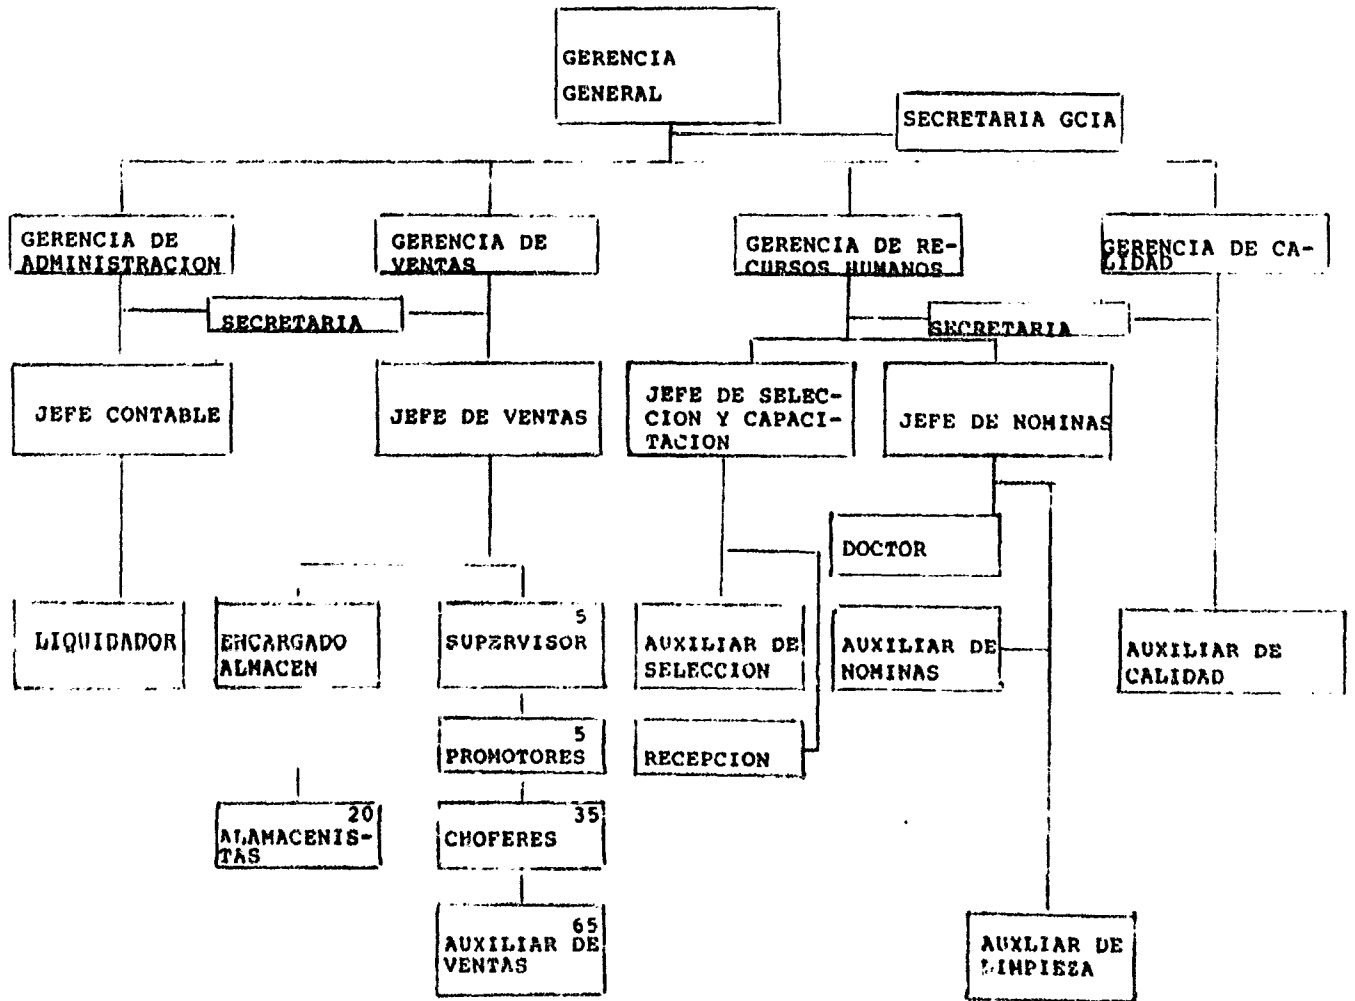 GERENCIA
GENERAL
SECRETARIA GCIA
GERENCIA DE
ADMINISTRACION
GERENCIA DE
VENTAS
GERENCIA DE RE-
CURSOS HUMANOS
GERENCIA DE CA-
LIDAD
SECRETARIA
SECRETARIA
JEFE CONTABLE
JEFE DE VENTAS
JEFE DE SELEC-
CION Y CAPACI-
TACION
JEFE DE NOMINAS
DOCTOR
LIQUIDADOR
ENCARGADO
ALMACEN
5
SUPERVISOR
AUXILIAR DE
SELECCION
AUXILIAR DE
NOMINAS
AUXILIAR DE
CALIDAD
5
PROMOTORES
RECEPCION
20
ALAMACENIS-
TAS
35
CHOFERES
65
AUXILIAR DE
VENTAS
AUXLIAR DE
LIMPIEZA